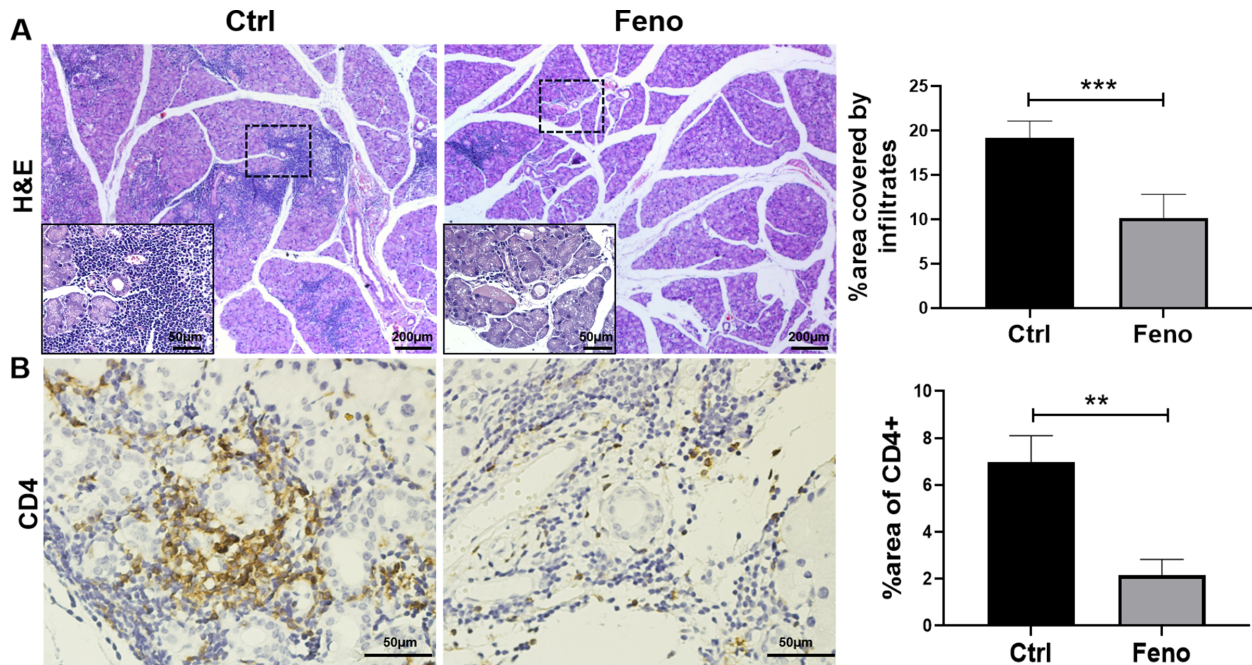 A
Ctrl
Feno
H&E
50µm
200µm
50µm
200µm
%area covered by
infiltrates
25
20
15
10
5
0
***
Ctrl
Feno
B
CD4
50µm
50µm
%area of CD4+
10
8
6
4
2
0
**
Ctrl
Feno